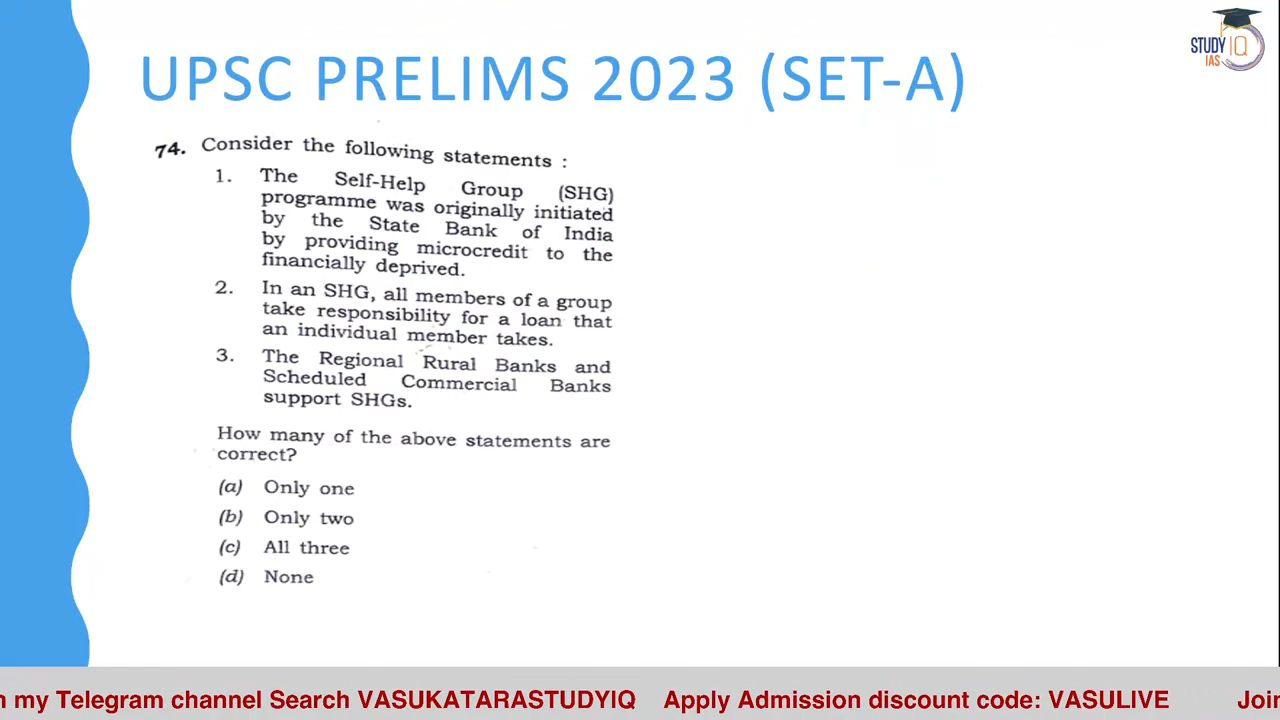 STUDY IQ
IAS
UPSC PRELIMS 2023 (SET-A)
74. Consider the following statements :
1. The Self-Help Group (SHG)
programme was originally initiated
by the State Bank of India
by providing microcredit to the
financially deprived.
2. In an SHG, all members of a group
take responsibility for a loan that
an individual member takes.
3. The Regional Rural Banks and
Scheduled Commercial Banks
support SHGs.
How many of the above statements are
correct?
(a) Only one
(b) Only two
(c) All three
(d) None
my Telegram channel Search VASUKATARASTUDYIQ Apply Admission discount code: VASULIVE